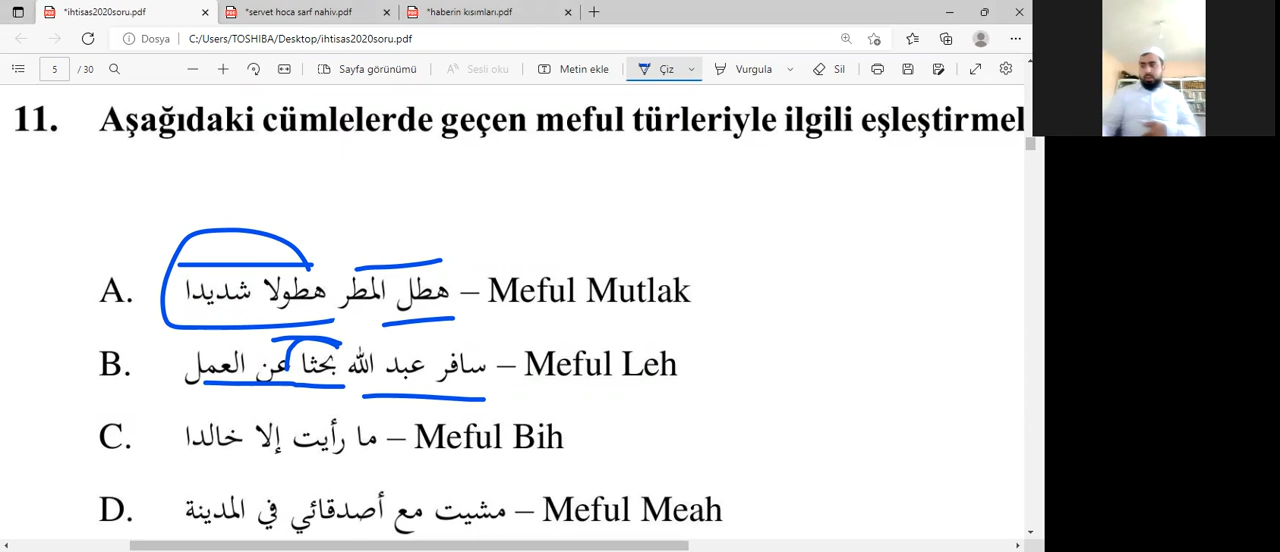 *ihtisas2020soru.pdf
*servet hoca sarf nahiv.pdf
*haberin kısımları.pdf
Dosya C:/Users/TOSHIBA/Desktop/ihtisas2020soru.pdf
5 / 30 Sayfa görünümü Sesli oku Metin ekle Çiz Vurgula Sil
11. Aşağıdaki cümlelerde geçen meful türleriyle ilgili eşleştirmel
A. هطل المطر هطولا شديدا – Meful Mutlak
B. سافر عبد الله بحثا عن العمل – Meful Leh
C. ما رأيت إلا خالدا – Meful Bih
D. مشيت مع أصدقائي في المدينة – Meful Meah